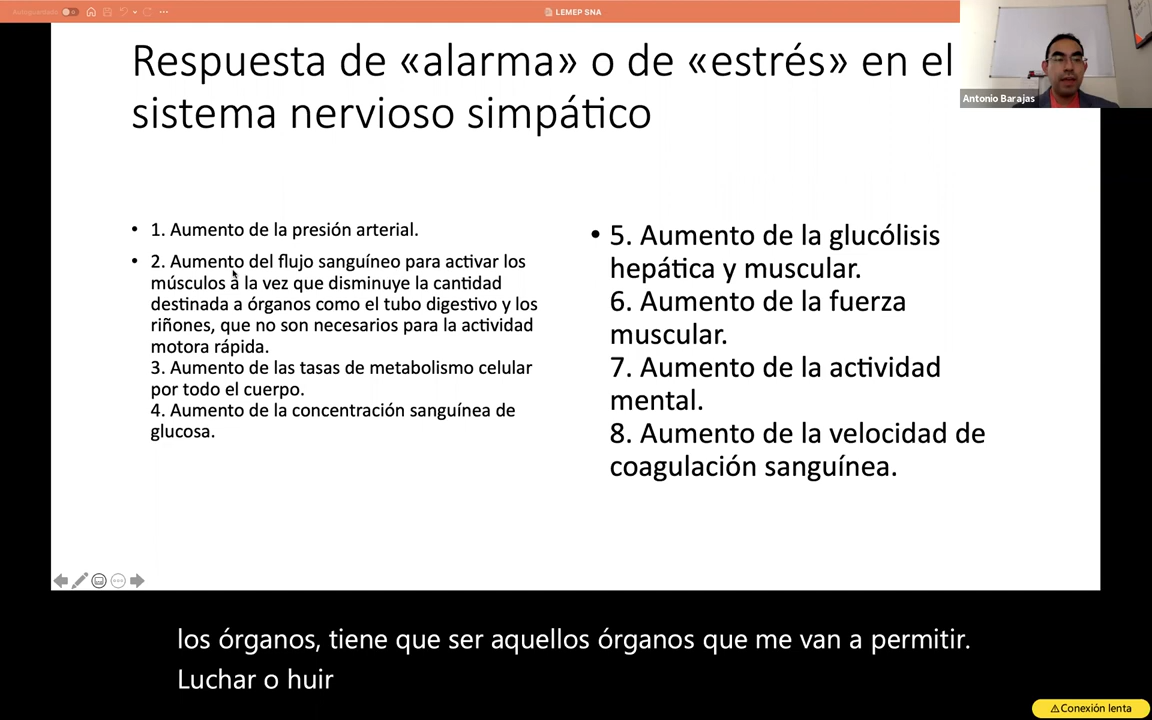 Autoguardado
LEMEP SNA
Respuesta de «alarma» o de «estrés» en el
sistema nervioso simpático
Antonio Barajas
• 1. Aumento de la presión arterial.
• 2. Aumento del flujo sanguíneo para activar los
músculos a la vez que disminuye la cantidad
destinada a órganos como el tubo digestivo y los
riñones, que no son necesarios para la actividad
motora rápida.
3. Aumento de las tasas de metabolismo celular
por todo el cuerpo.
4. Aumento de la concentración sanguínea de
glucosa.
• 5. Aumento de la glucólisis
hepática y muscular.
6. Aumento de la fuerza
muscular.
7. Aumento de la actividad
mental.
8. Aumento de la velocidad de
coagulación sanguínea.
los órganos, tiene que ser aquellos órganos que me van a permitir.
Luchar o huir
Conexión lenta